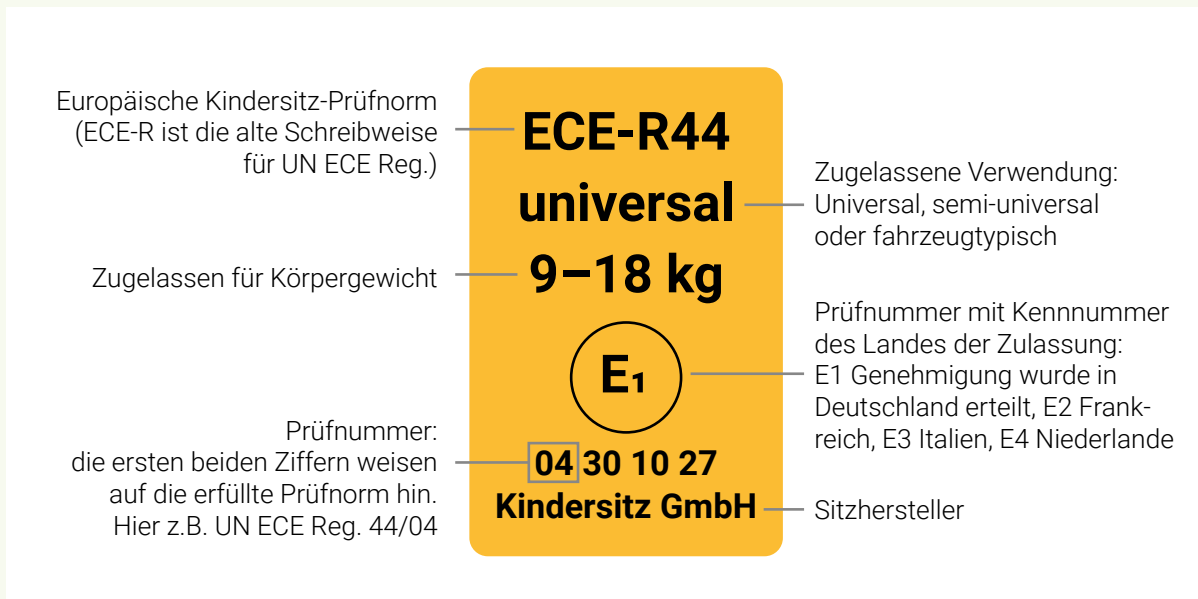 Europäische Kindersitz-Prüfnorm
(ECE-R ist die alte Schreibweise
für UN ECE Reg.)
Zugelassen für Körpergewicht
Prüfnummer:
die ersten beiden Ziffern weisen
auf die erfüllte Prüfnorm hin.
Hier z.B. UN ECE Reg. 44/04
ECE-R44
universal
9–18 kg
E1
04 30 10 27
Kindersitz GmbH
Zugelassene Verwendung:
Universal, semi-universal
oder fahrzeugtypisch
Prüfnummer mit Kennnummer
des Landes der Zulassung:
E1 Genehmigung wurde in
Deutschland erteilt, E2 Frank-
reich, E3 Italien, E4 Niederlande
Sitzhersteller